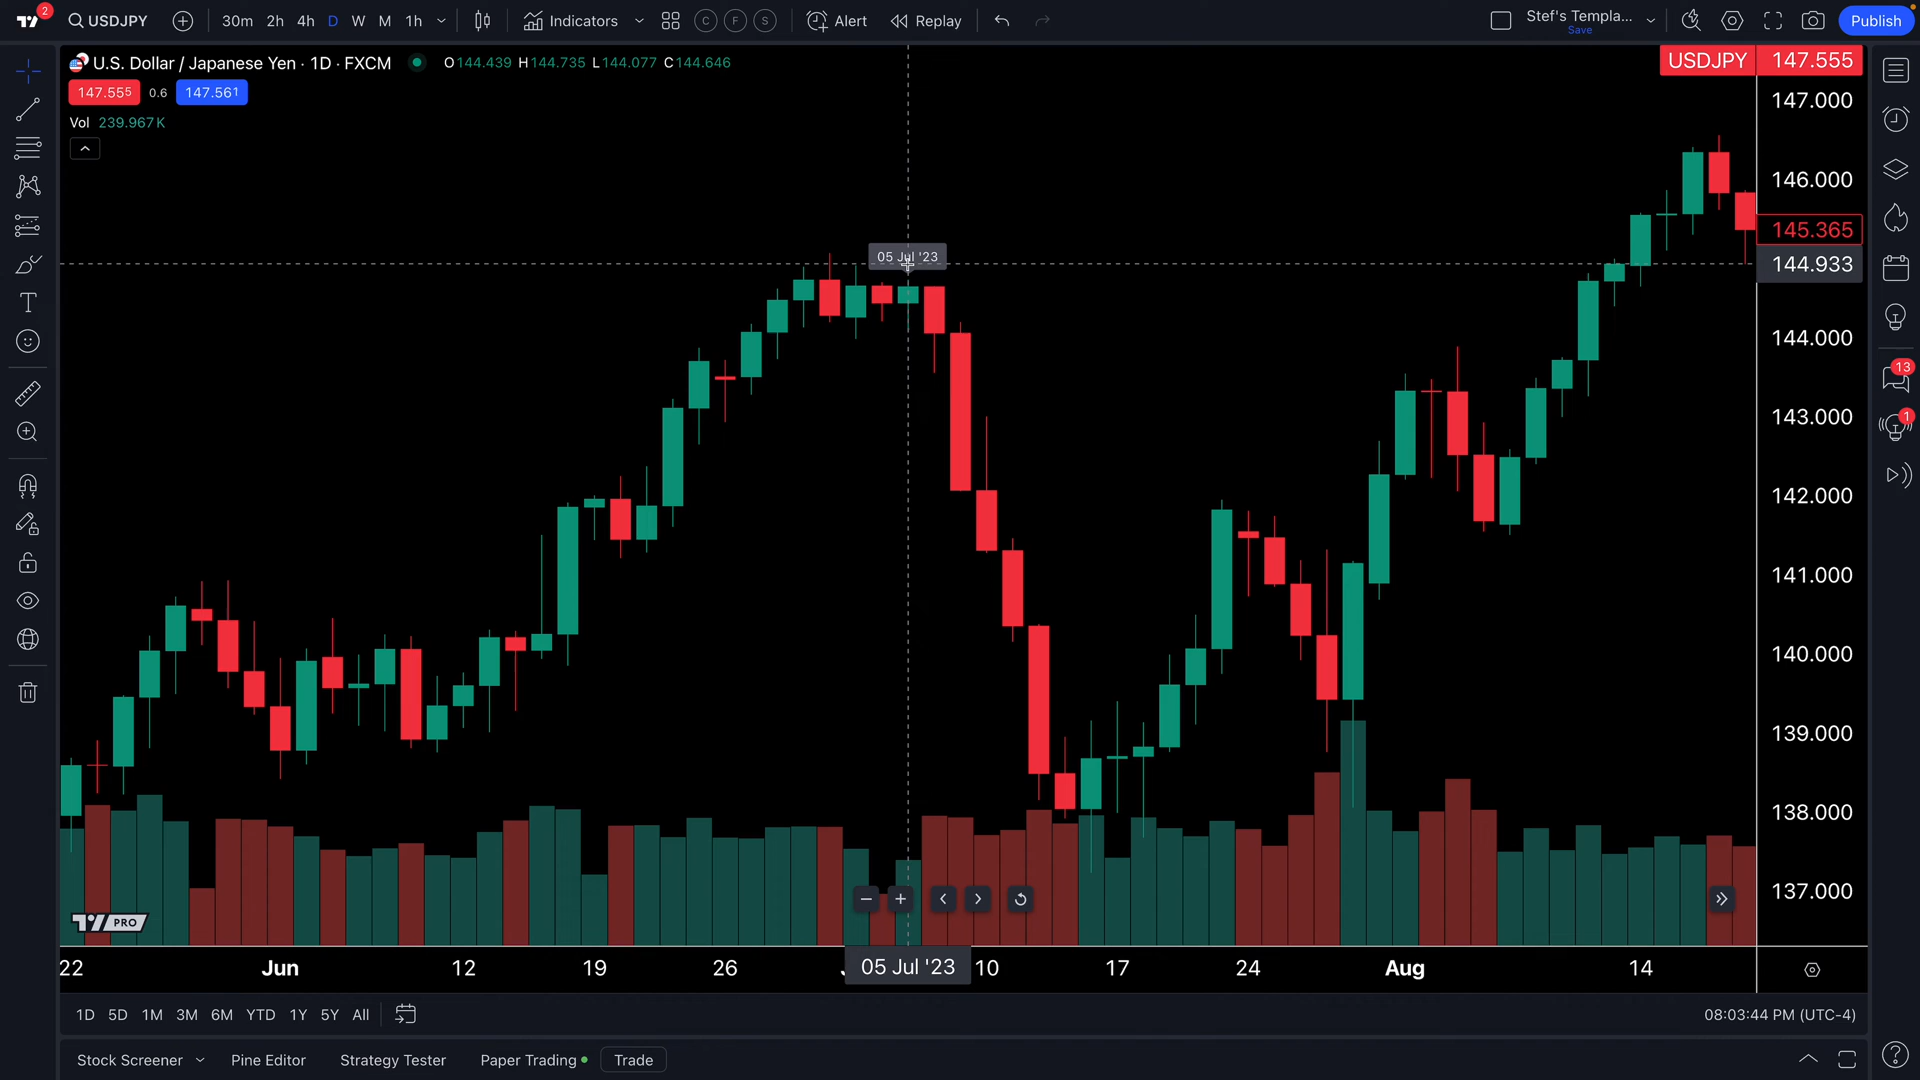 2
USDJPY
30m 2h 4h D W M 1h
Indicators
C F S
Alert
Replay
Stef's Templa...
Save
Publish
U.S. Dollar / Japanese Yen · 1D · FXCM
O144.439 H144.735 L144.077 C144.646
147.555 0.6 147.561
Vol 239.967K
USDJPY 147.555
147.000
146.000
145.365
144.933
144.000
143.000
142.000
141.000
140.000
139.000
138.000
137.000
05 Jul '23
T
13
1
PRO
22 Jun 12 19 26 05 Jul '23 10 17 24 Aug 14
1D 5D 1M 3M 6M YTD 1Y 5Y All
08:03:44 PM (UTC-4)
Stock Screener
Pine Editor
Strategy Tester
Paper Trading
Trade